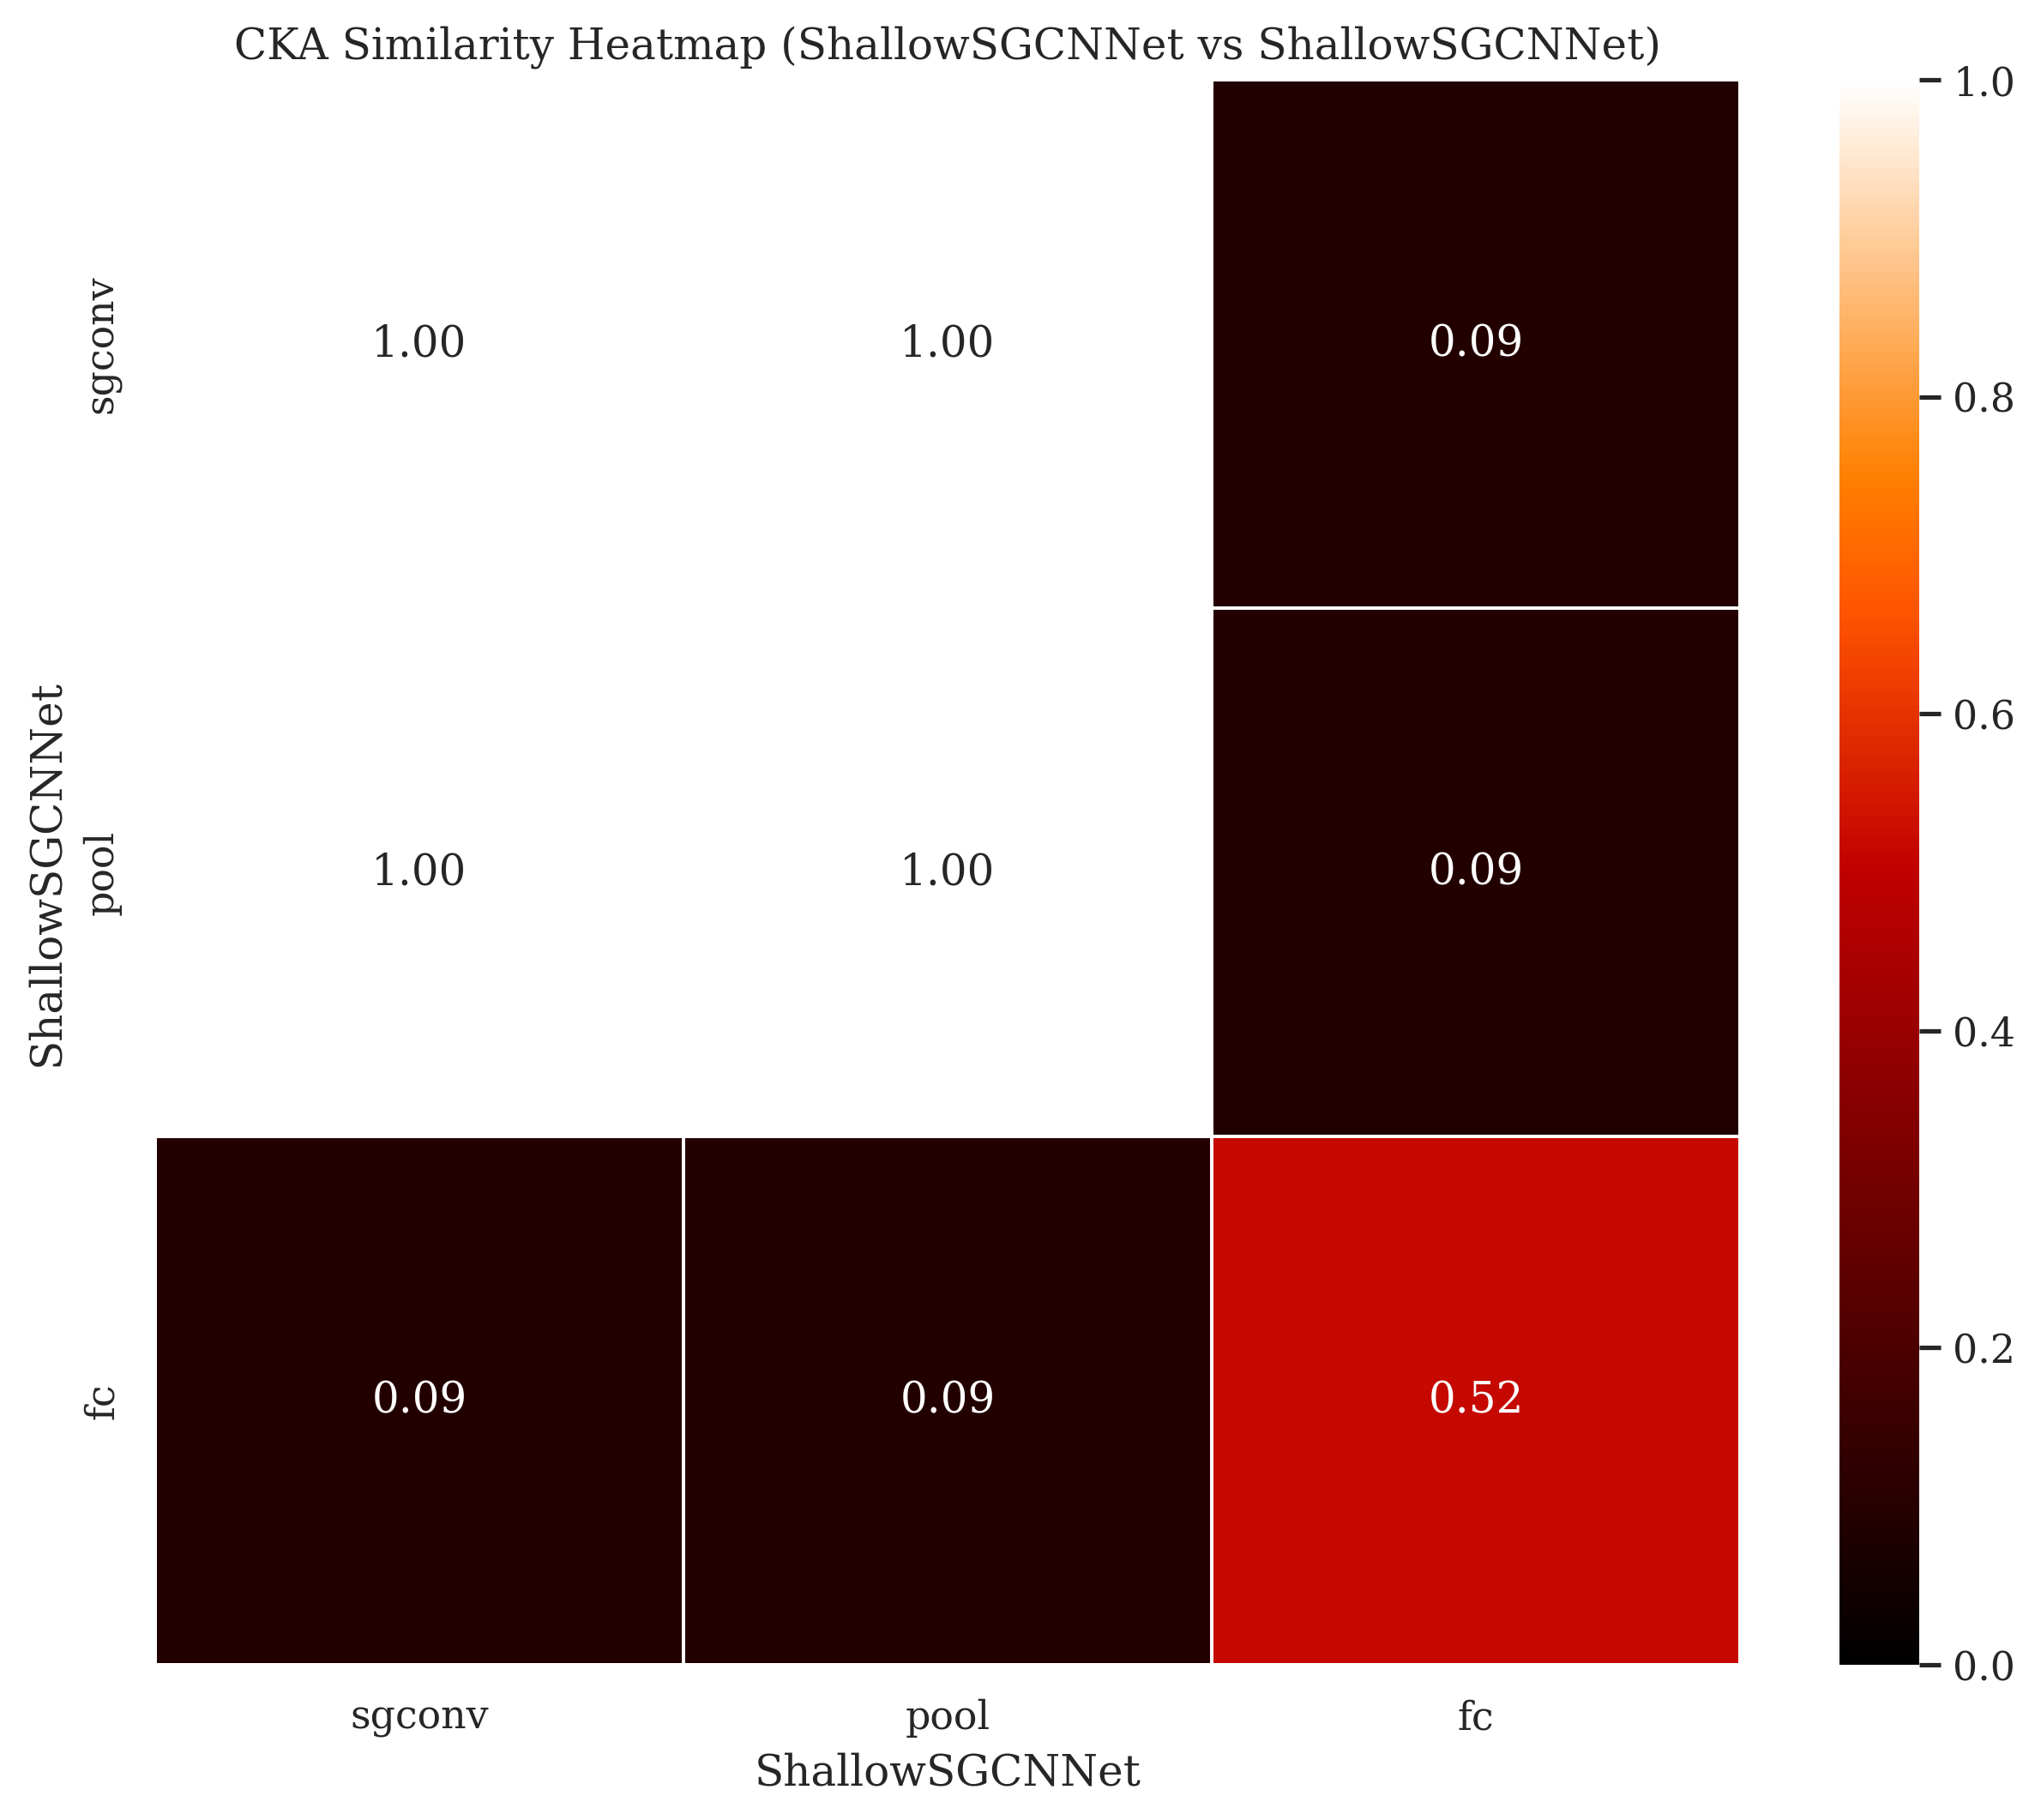 CKA Similarity Heatmap (ShallowSGCNNet vs ShallowSGCNNet)
ShallowSGCNNet
sgconv
1.00 1.00 0.09
pool
1.00 1.00 0.09
fc
0.09 0.09 0.52
sgconv pool fc
ShallowSGCNNet
1.0
0.8
0.6
0.4
0.2
0.0